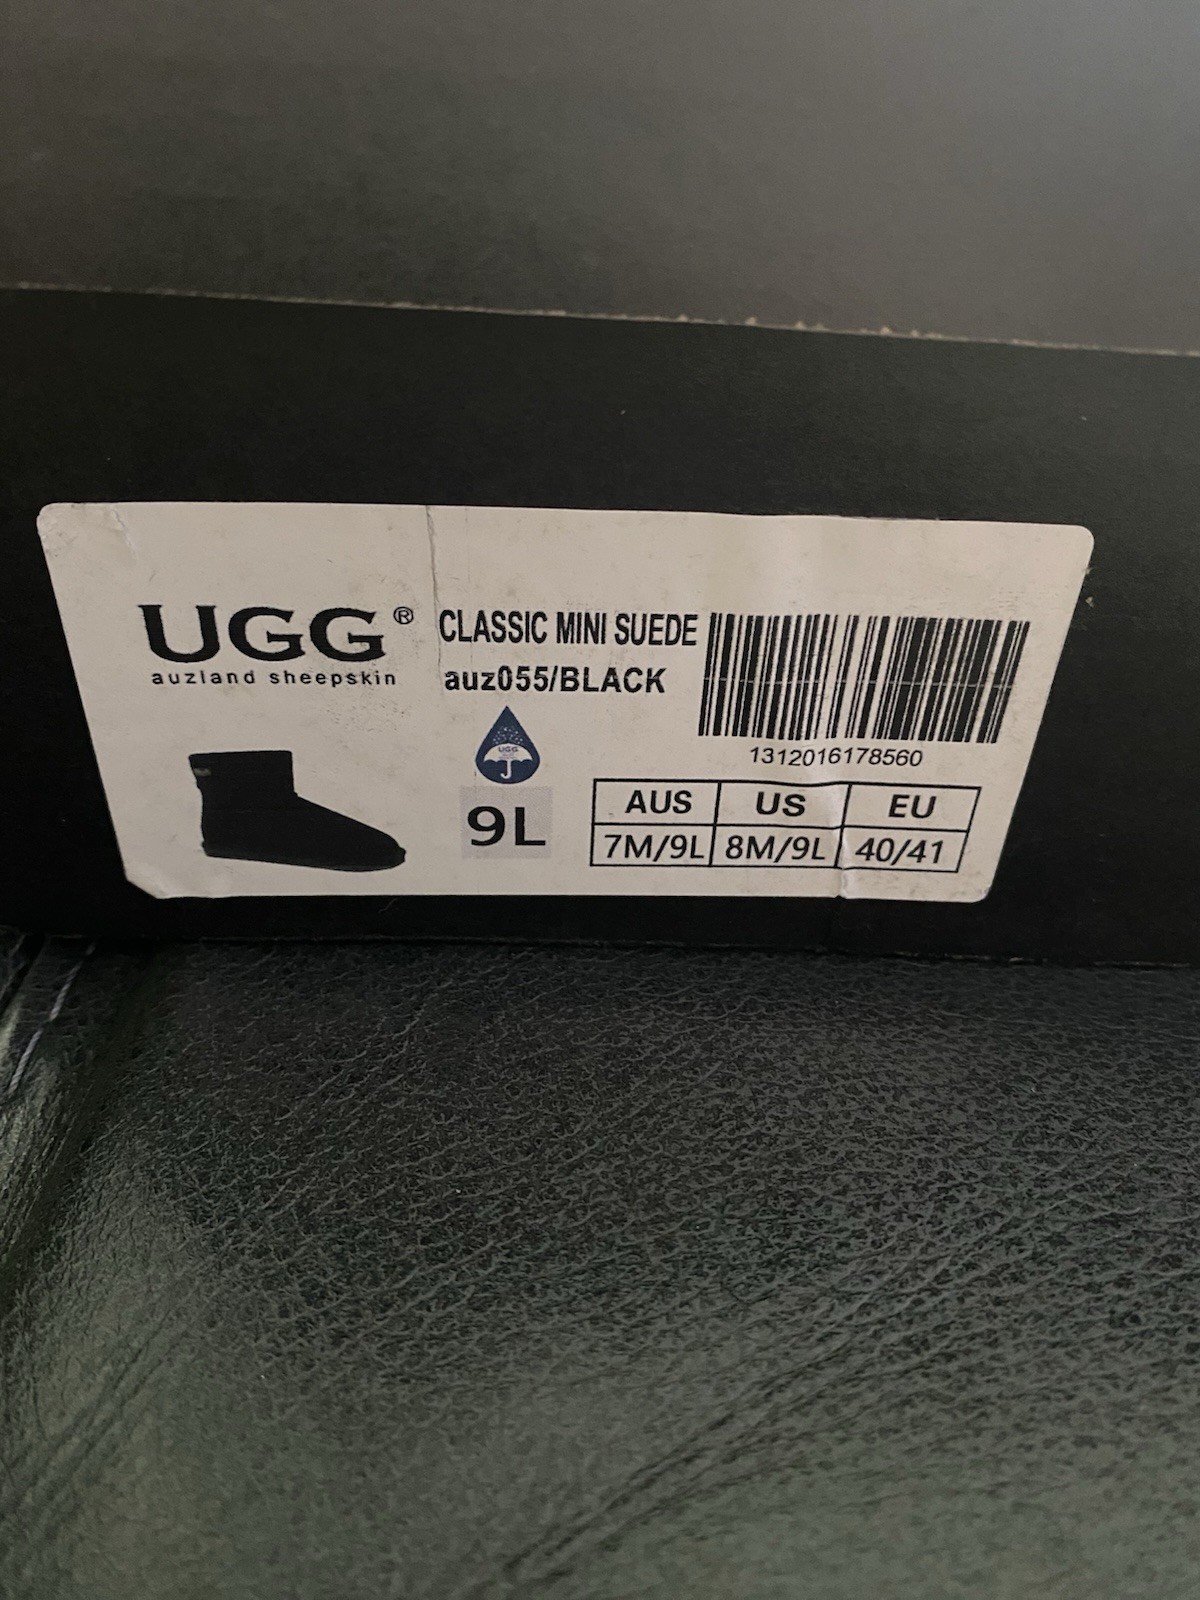 UGG®
auzland sheepskin
CLASSIC MINI SUEDE
auz055/BLACK
1312016178560
UGG
9L
AUS US EU
7M/9L 8M/9L 40/41